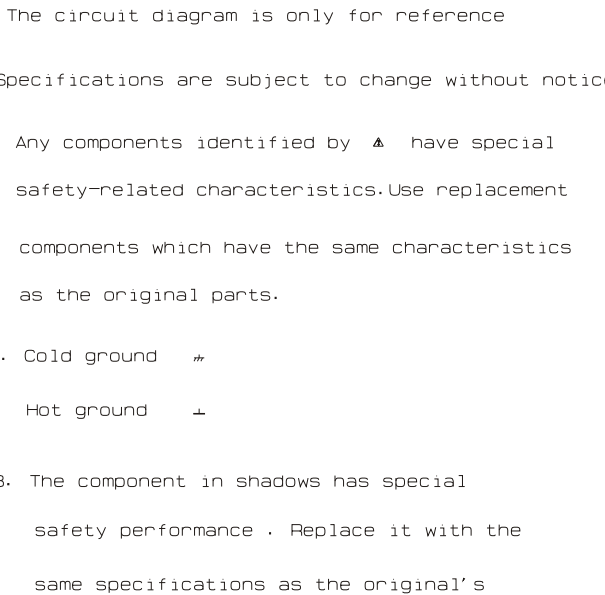 The circuit diagram is only for reference
Specifications are subject to change without notice
Any components identified by ⚠ have special
safety-related characteristics.Use replacement
components which have the same characteristics
as the original parts.
. Cold ground
Hot ground
3. The component in shadows has special
safety performance . Replace it with the
same specifications as the original's